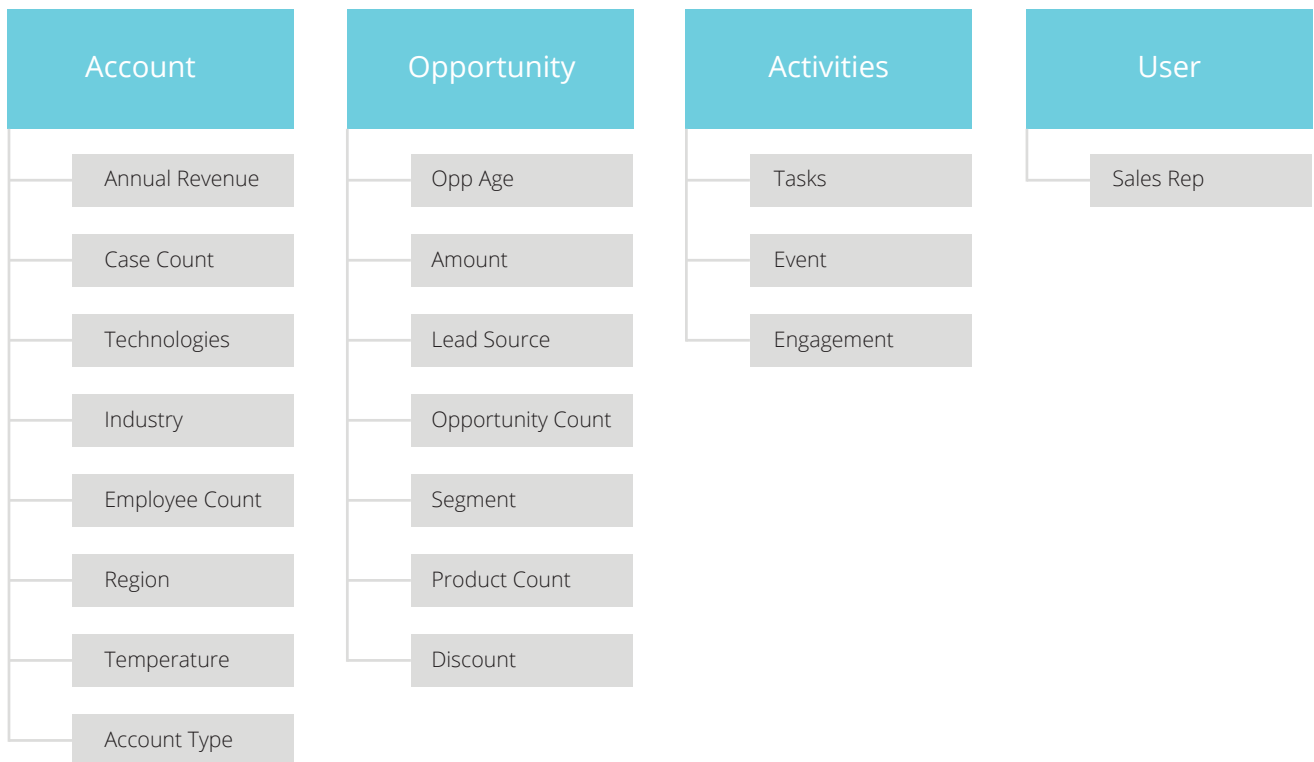 Account
Annual Revenue
Case Count
Technologies
Industry
Employee Count
Region
Temperature
Account Type
Opportunity
Opp Age
Amount
Lead Source
Opportunity Count
Segment
Product Count
Discount
Activities
Tasks
Event
Engagement
User
Sales Rep